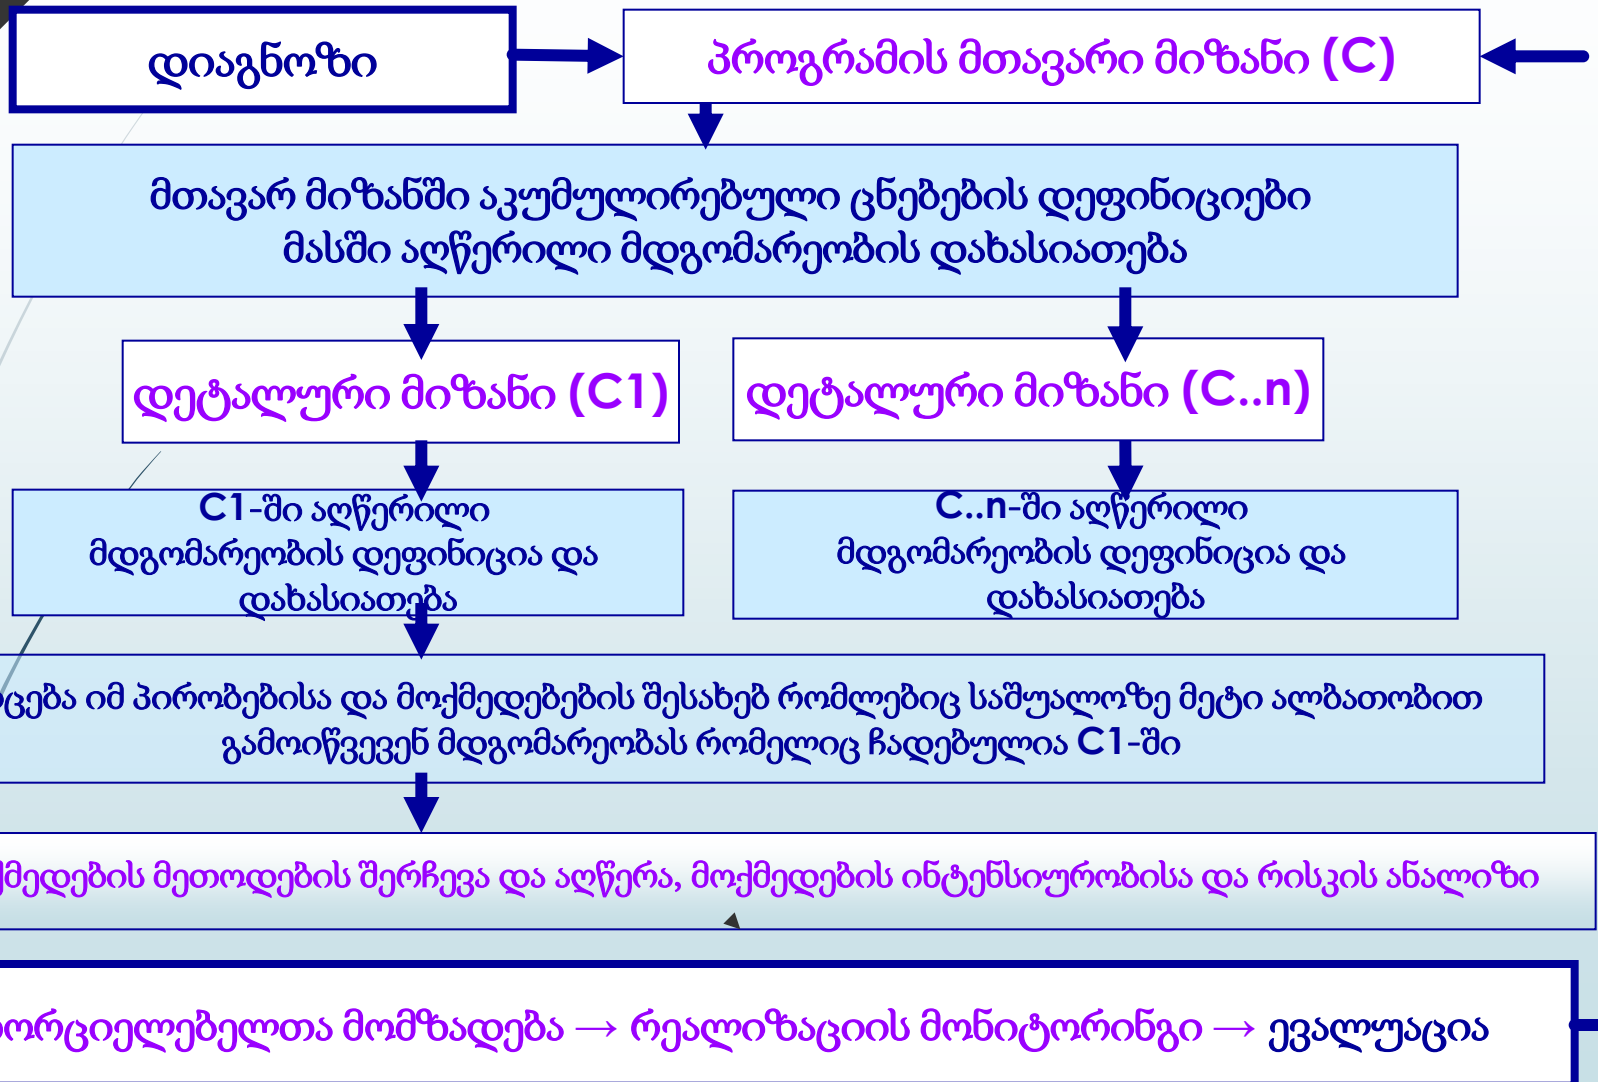 დიაგნოზი
პროგრამის მთავარი მიზანი (C)
მთავარ მიზანში აკუმულირებული ცნებების დეფინიციები
მასში აღწერილი მდგომარეობის დახასიათება
დეტალური მიზანი (C1)
დეტალური მიზანი (C..n)
C1-ში აღწერილი
მდგომარეობის დეფინიცია და
დახასიათება
C..n-ში აღწერილი
მდგომარეობის დეფინიცია და
დახასიათება
იმ პირობებისა და მოქმედებების შესახებ რომლებიც საშუალოზე მეტი ალბათობით
გამოიწვევენ მდგომარეობას რომელიც ჩადებულია C1-ში
მეთოდების შერჩევა და აღწერა, მოქმედების ინტენსიურობისა და რისკის ანალიზი
მომზადება → რეალიზაციის მონიტორინგი → ევალუაცია